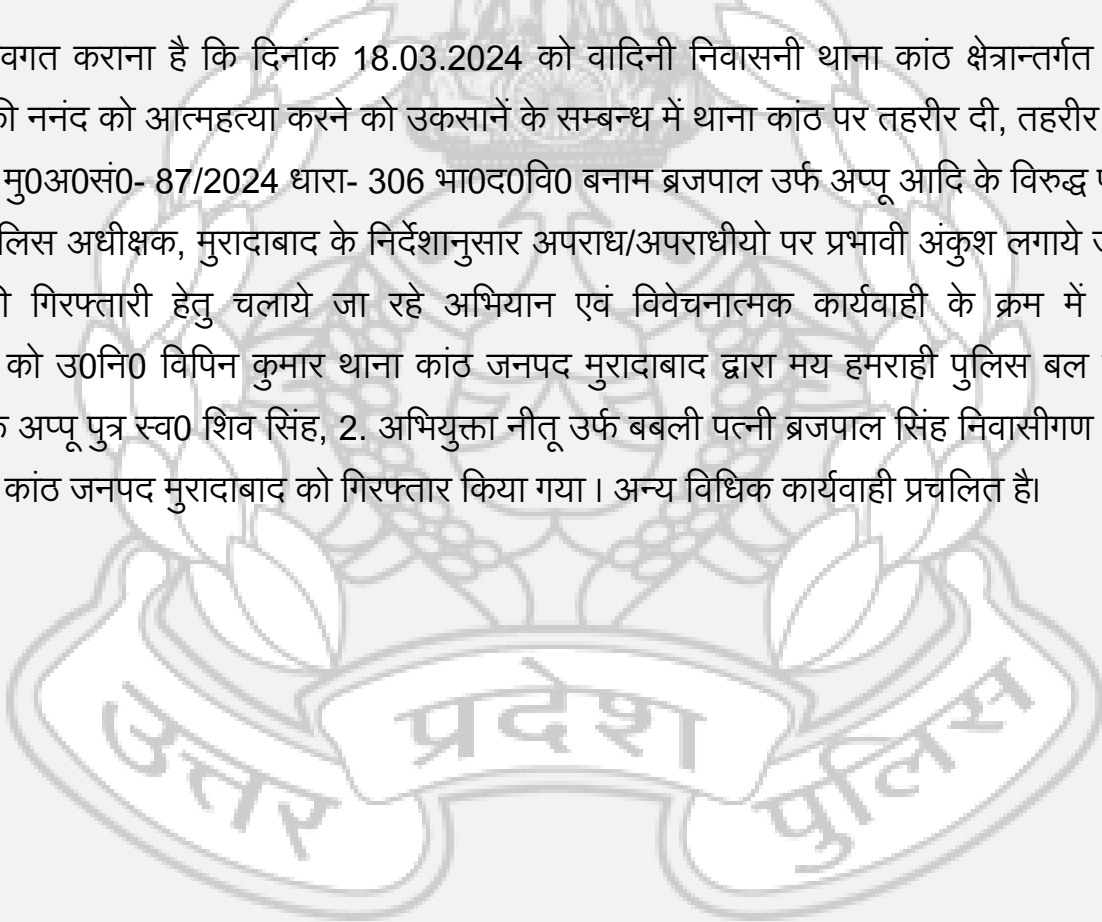 वगत कराना है कि दिनांक 18.03.2024 को वादिनी निवासनी थाना कांठ क्षेत्रान्तर्गत
की ननंद को आत्महत्या करने को उकसानें के सम्बन्ध में थाना कांठ पर तहरीर दी, तहरीर
मु0अ0सं0- 87/2024 धारा- 306 भा0द0वि0 बनाम ब्रजपाल उर्फ अप्पू आदि के विरुद्ध
लिस अधीक्षक, मुरादाबाद के निर्देशानुसार अपराध/अपराधीयो पर प्रभावी अंकुश लगाये
गिरफ्तारी हेतु चलाये जा रहे अभियान एवं विवेचनात्मक कार्यवाही के क्रम में
को उ0नि0 विपिन कुमार थाना कांठ जनपद मुरादाबाद द्वारा मय हमराही पुलिस बल
अप्पू पुत्र स्व0 शिव सिंह, 2. अभियुक्ता नीतू उर्फ बबली पत्नी ब्रजपाल सिंह निवासीगण
कांठ जनपद मुरादाबाद को गिरफ्तार किया गया । अन्य विधिक कार्यवाही प्रचलित है।
उत्तर प्रदेश पुलिस